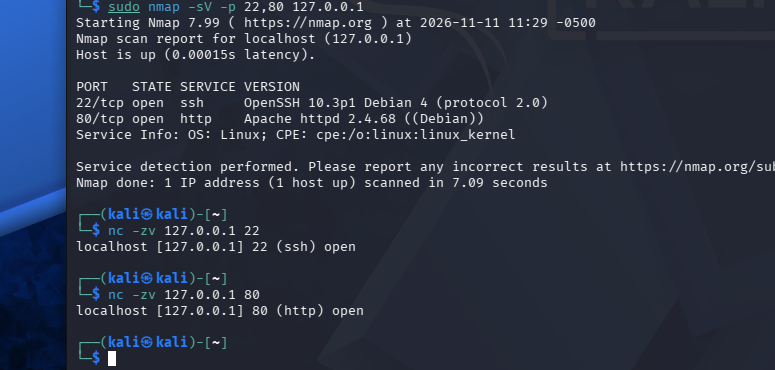 └─$ sudo nmap -sV -p 22,80 127.0.0.1
Starting Nmap 7.99 ( https://nmap.org ) at 2026-11-11 11:29 -0500
Nmap scan report for localhost (127.0.0.1)
Host is up (0.00015s latency).

PORT   STATE SERVICE VERSION
22/tcp open  ssh     OpenSSH 10.3p1 Debian 4 (protocol 2.0)
80/tcp open  http    Apache httpd 2.4.68 ((Debian))
Service Info: OS: Linux; CPE: cpe:/o:linux:linux_kernel

Service detection performed. Please report any incorrect results at https://nmap.org/sub
Nmap done: 1 IP address (1 host up) scanned in 7.09 seconds

┌──(kali㉿kali)-[~]
└─$ nc -zv 127.0.0.1 22
localhost [127.0.0.1] 22 (ssh) open

┌──(kali㉿kali)-[~]
└─$ nc -zv 127.0.0.1 80
localhost [127.0.0.1] 80 (http) open

┌──(kali㉿kali)-[~]
└─$